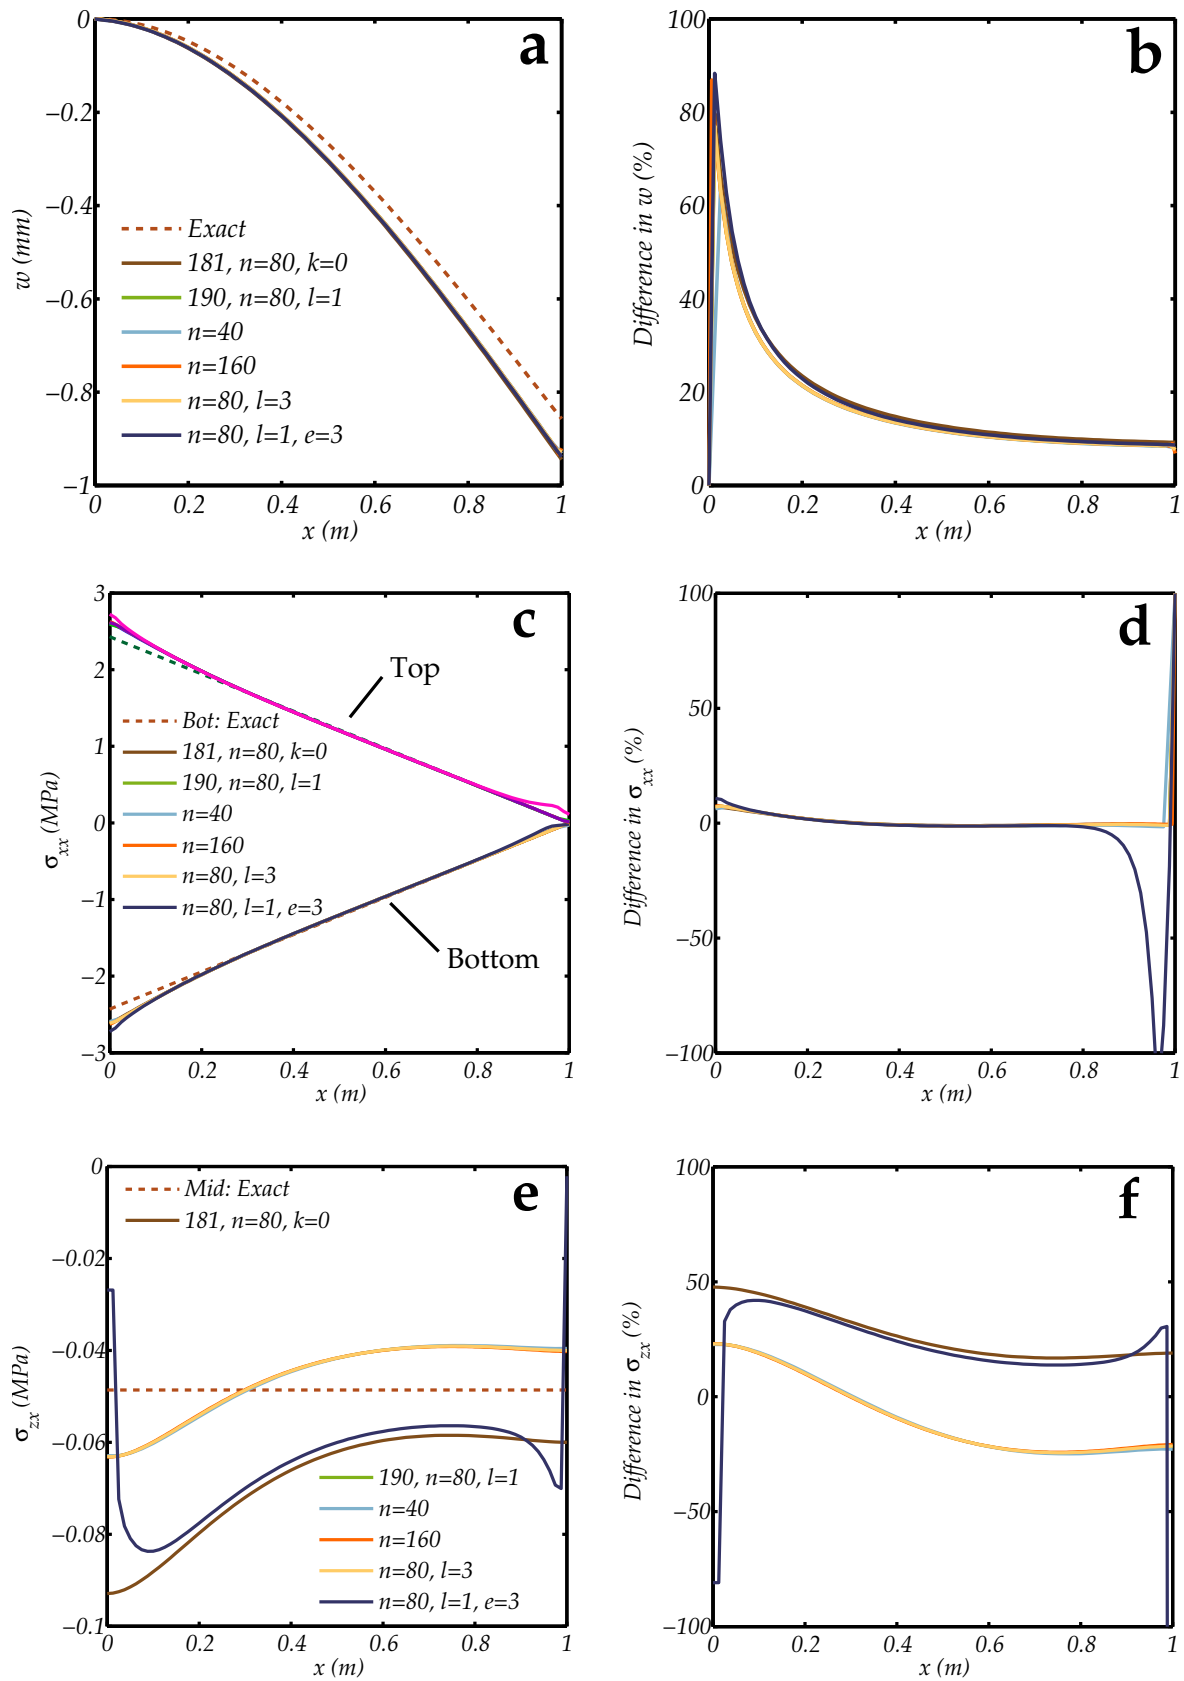 a
0
−0.2
−0.4
−0.6
−0.8
−1
w (mm)
Exact
181, n=80, k=0
190, n=80, l=1
n=40
n=160
n=80, l=3
n=80, l=1, e=3
0 0.2 0.4 0.6 0.8 1
x (m)
b
100
80
60
40
20
0
Difference in w (%)
0 0.2 0.4 0.6 0.8 1
x (m)
c
3
2
1
0
−1
−2
−3
σxx (MPa)
Top
Bot: Exact
181, n=80, k=0
190, n=80, l=1
n=40
n=160
n=80, l=3
n=80, l=1, e=3
Bottom
0 0.2 0.4 0.6 0.8 1
x (m)
d
100
50
0
−50
−100
Difference in σxx (%)
0 0.2 0.4 0.6 0.8 1
x (m)
e
0
−0.02
−0.04
−0.06
−0.08
−0.1
σzx (MPa)
Mid: Exact
181, n=80, k=0
190, n=80, l=1
n=40
n=160
n=80, l=3
n=80, l=1, e=3
0 0.2 0.4 0.6 0.8 1
x (m)
f
100
50
0
−50
−100
Difference in σzx (%)
0 0.2 0.4 0.6 0.8 1
x (m)